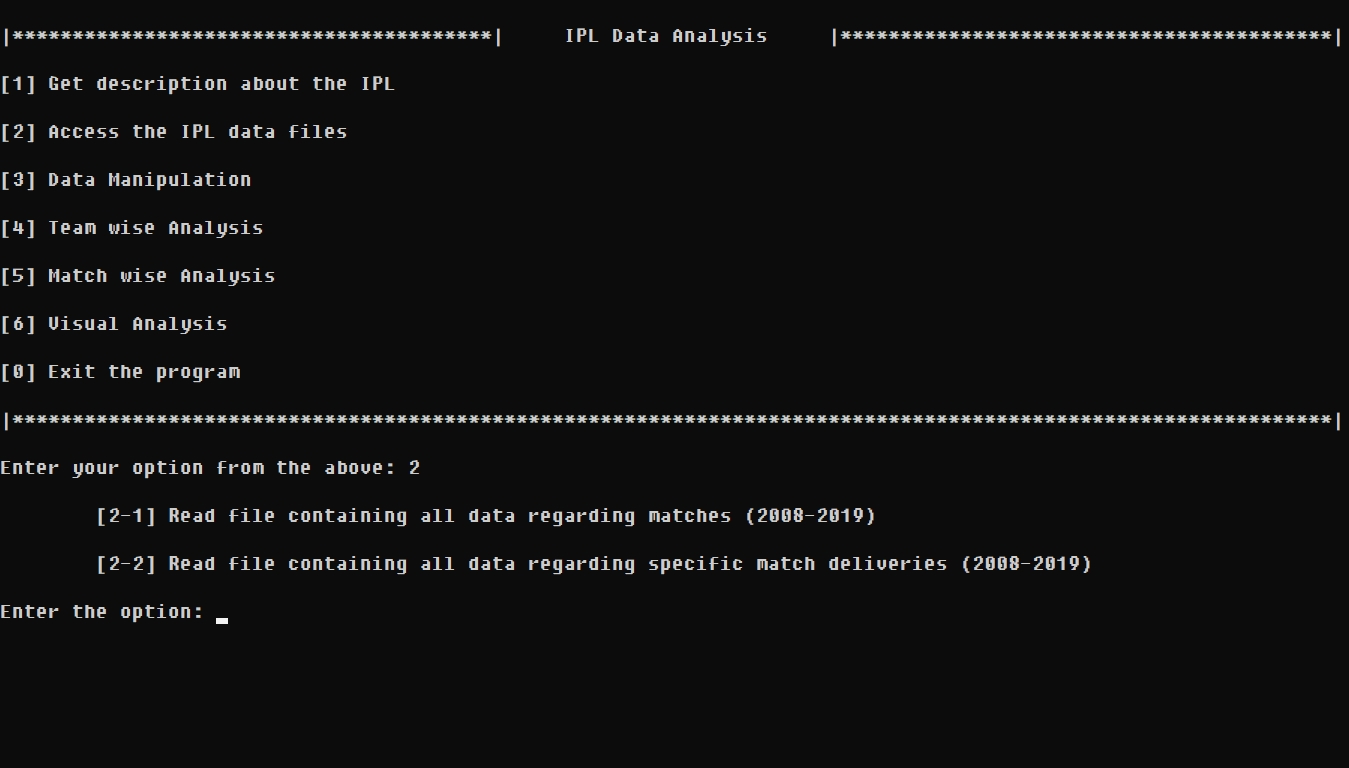 |****************************************|     IPL Data Analysis     |*****************************************|
[1] Get description about the IPL
[2] Access the IPL data files
[3] Data Manipulation
[4] Team wise Analysis
[5] Match wise Analysis
[6] Visual Analysis
[0] Exit the program
|**************************************************************************************************************|
Enter your option from the above: 2
[2-1] Read file containing all data regarding matches (2008-2019)
[2-2] Read file containing all data regarding specific match deliveries (2008-2019)
Enter the option: _